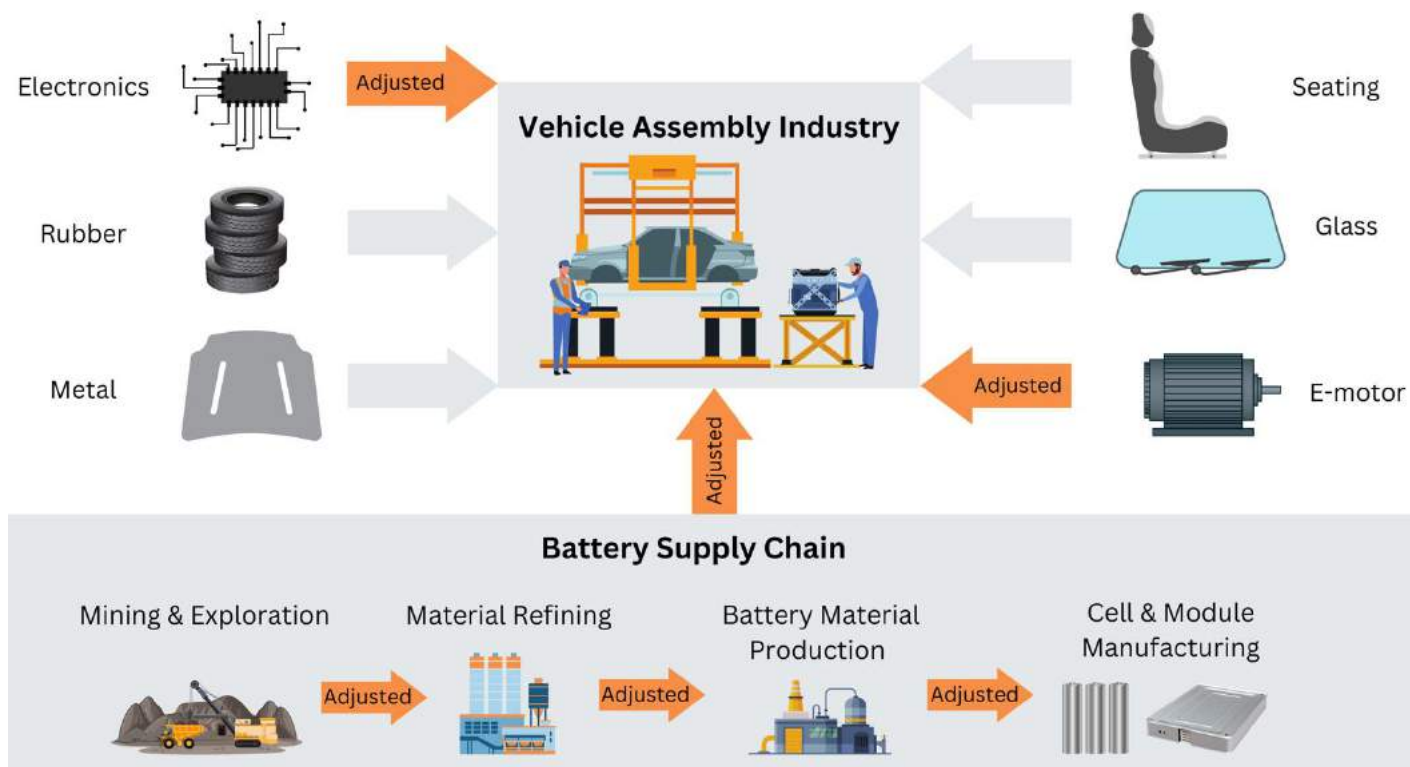 Electronics
Adjusted
Vehicle Assembly Industry
Seating
Rubber
Glass
Metal
Adjusted
E-motor
Adjusted
Battery Supply Chain
Mining & Exploration
Material Refining
Battery Material
Production
Cell & Module
Manufacturing
Adjusted
Adjusted
Adjusted